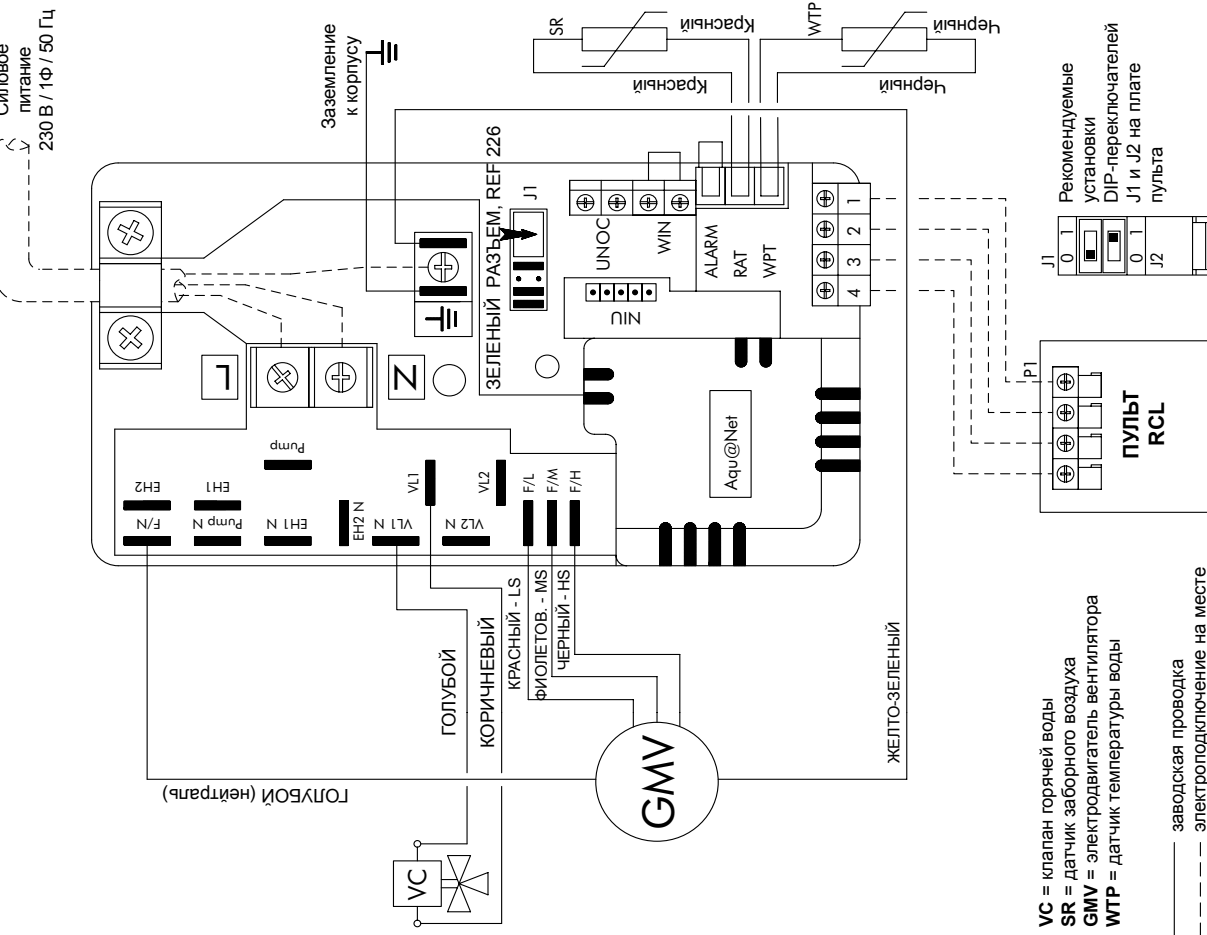 Силовое
питание
230 В / 1Ф / 50 Гц
Заземление
к корпусу
SR
Красный
Красный
WTP
Черный
Черный
ЗЕЛЕНЫЙ РАЗЪЕМ, REF 226
J1
L
N
UNOC
WIN
ALARM
RAT
WPT
NIU
1
2
3
4
Aqu@Net
EH2
EH1
Pump
F/N
Pump N
EH1 N
EH2 N
VL1 N
VL2 N
VL1
VL2
F/L
F/M
F/H
ГОЛУБОЙ
КОРИЧНЕВЫЙ
КРАСНЫЙ - LS
ФИОЛЕТОВ. - MS
ЧЕРНЫЙ - HS
ГОЛУБОЙ (нейтраль)
VC
GMV
ЖЕЛТО-ЗЕЛЕНЫЙ
P1
ПУЛЬТ
RCL
J1
0 1
0 1
J2
Рекомендуемые
установки
DIP-переключателей
J1 и J2 на плате
пульта
VC = клапан горячей воды
SR = датчик заборного воздуха
GMV = электродвигатель вентилятора
WTP = датчик температуры воды
заводская проводка
электроподключение на месте